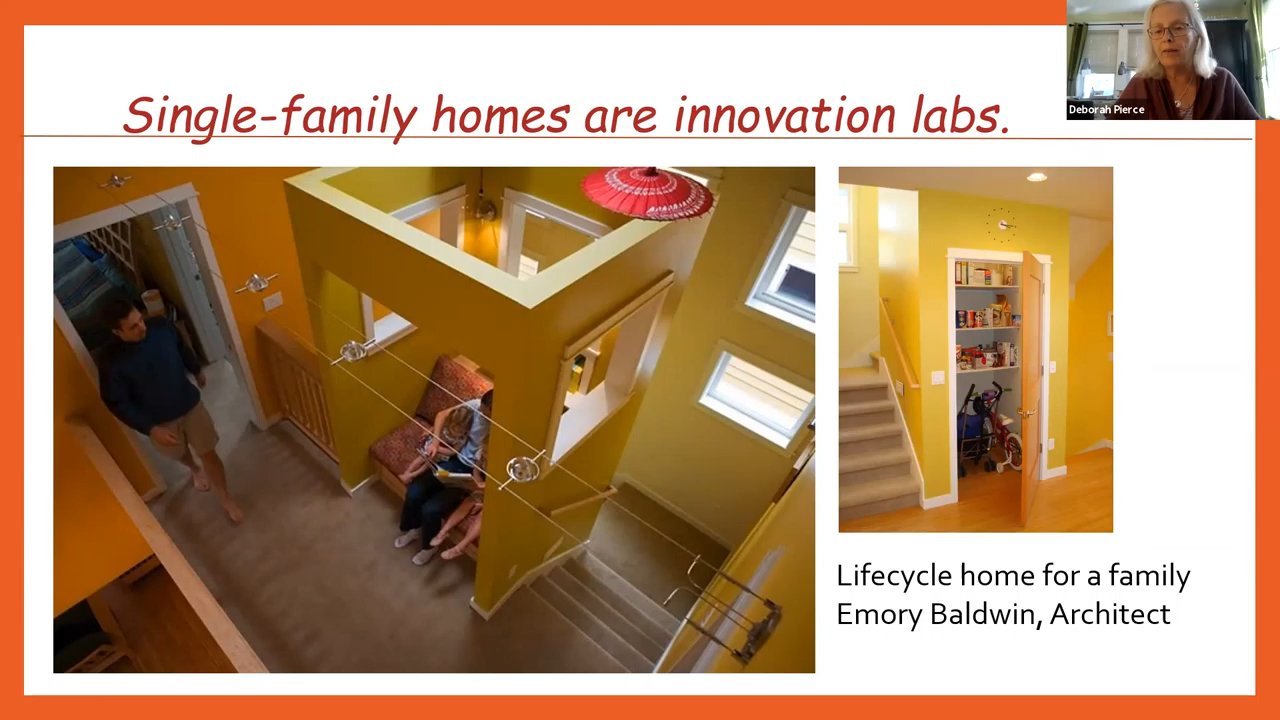 Single-family homes are innovation labs.
Deborah Pierce
Lifecycle home for a family
Emory Baldwin, Architect